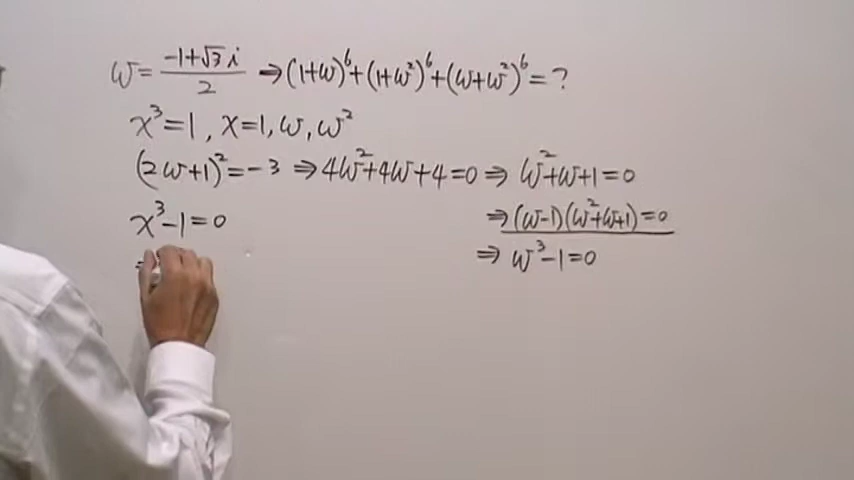 ω = (-1+√3 i)/2 ⇒ (1+ω)^6 + (1+ω^2)^6 + (ω+ω^2)^6 = ?
x^3 = 1, x = 1, ω, ω^2
(2ω+1)^2 = -3 ⇒ 4ω^2+4ω+4 = 0 ⇒ ω^2+ω+1 = 0
x^3-1 = 0 ⇒ (ω-1)(ω^2+ω+1) = 0
⇒ ω^3-1 = 0